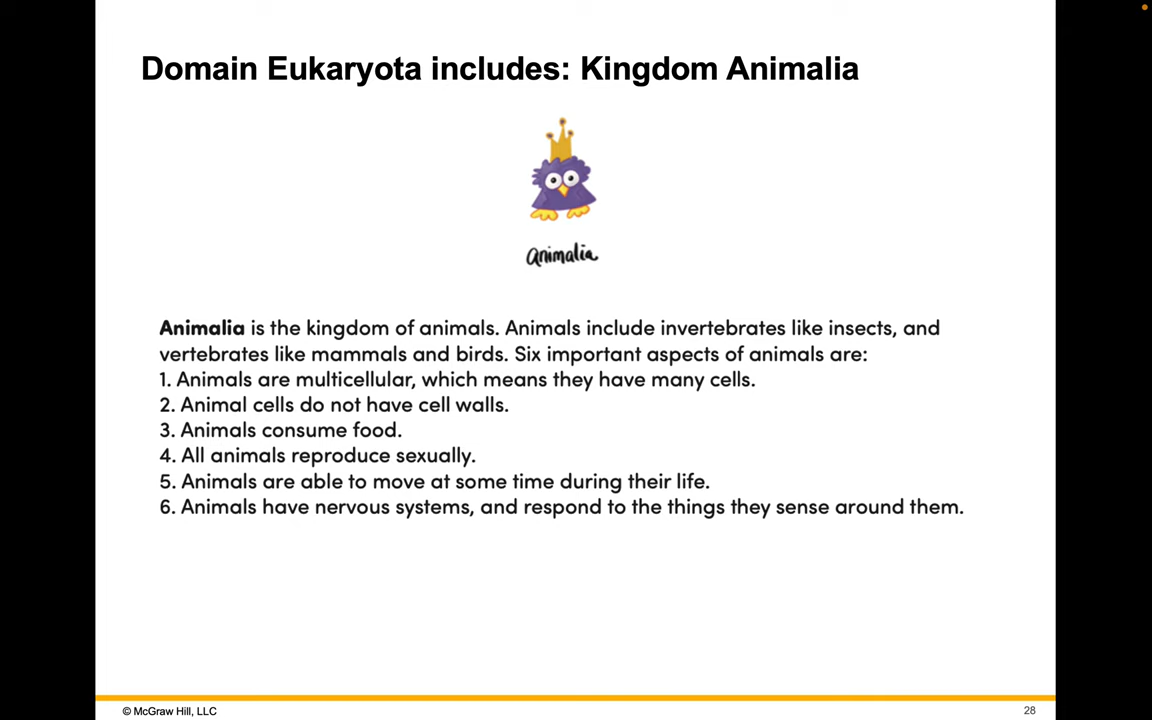 Domain Eukaryota includes: Kingdom Animalia
animalia
Animalia is the kingdom of animals. Animals include invertebrates like insects, and
vertebrates like mammals and birds. Six important aspects of animals are:
1. Animals are multicellular, which means they have many cells.
2. Animal cells do not have cell walls.
3. Animals consume food.
4. All animals reproduce sexually.
5. Animals are able to move at some time during their life.
6. Animals have nervous systems, and respond to the things they sense around them.
© McGraw Hill, LLC
28